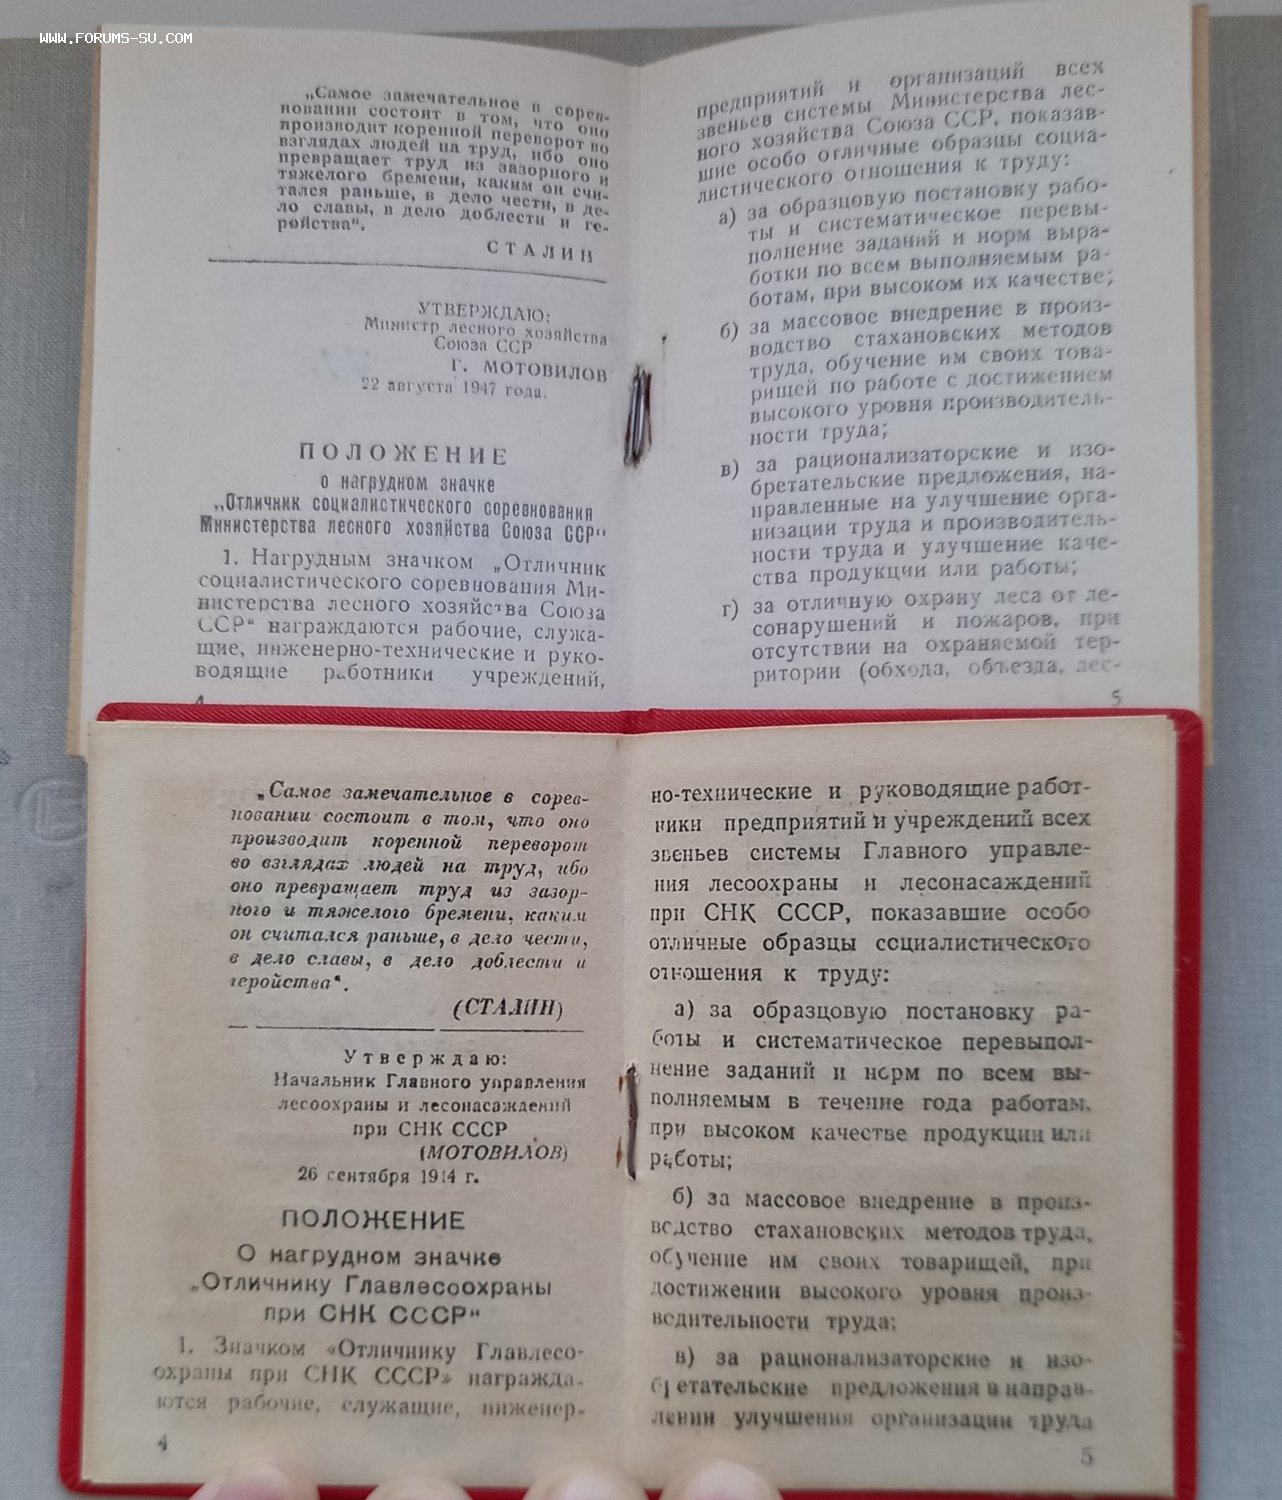 WWW.FORUMS-SU.COM
„Самое замечательное в сорев-
новании состоит в том, что оно
производит коренной переворот во
взглядах людей на труд, ибо оно
превращает труд из зазорного и
тяжелого бремени, каким он счи-
тался раньше, в дело чести, в де-
ло славы, в дело доблести и ге-
ройства“.
СТАЛИН
УТВЕРЖДАЮ:
Министр лесного хозяйства
Союза ССР
Г. МОТОВИЛОВ
22 августа 1947 года.
ПОЛОЖЕНИЕ
о нагрудном значке
„Отличник социалистического соревнования
Министерства лесного хозяйства Союза ССР“
1. Нагрудным значком „Отличник
социалистического соревнования Ми-
нистерства лесного хозяйства Союза
ССР“ награждаются рабочие, служа-
щие, инженерно-технические и руко-
водящие работники учреждений,
4
предприятий и организаций всех
звеньев системы Министерства лес-
ного хозяйства Союза ССР, показав-
шие особо отличные образцы социа-
листического отношения к труду:
а) за образцовую постановку рабо-
ты и систематическое перевы-
полнение заданий и норм выра-
ботки по всем выполняемым ра-
ботам, при высоком их качестве;
б) за массовое внедрение в произ-
водство стахановских методов
труда, обучение им своих това-
рищей по работе с достижением
высокого уровня производитель-
ности труда;
в) за рационализаторские и изо-
бретательские предложения, на-
правленные на улучшение орга-
низации труда и производитель-
ности труда и улучшение каче-
ства продукции или работы;
г) за отличную охрану леса от ле-
сонарушений и пожаров, при
отсутствии на охраняемой тер-
ритории (обхода, объезда, лес-
5
„Самое замечательное в сорев-
новании состоит в том, что оно
производит коренной переворот
во взглядах людей на труд, ибо
оно превращает труд из зазор-
ного и тяжелого бремени, каким
он считался раньше, в дело чести,
в дело славы, в дело доблести и
геройства“.
(СТАЛИН)
Утверждаю:
Начальник Главного управления
лесоохраны и лесонасаждений
при СНК СССР
(МОТОВИЛОВ)
26 сентября 1944 г.
ПОЛОЖЕНИЕ
О нагрудном значке
„Отличнику Главлесоохраны
при СНК СССР“
1. Значком «Отличнику Главлесо-
охраны при СНК СССР» награжда-
ются рабочие, служащие, инженер-
4
но-технические и руководящие работ-
ники предприятий и учреждений всех
звеньев системы Главного управле-
ния лесоохраны и лесонасаждений
при СНК СССР, показавшие особо
отличные образцы социалистического
отношения к труду:
а) за образцовую постановку ра-
боты и систематическое перевыпол-
нение заданий и норм по всем вы-
полняемым в течение года работам,
при высоком качестве продукции или
работы;
б) за массовое внедрение в произ-
водство стахановских методов труда,
обучение им своих товарищей, при
достижении высокого уровня произ-
водительности труда;
в) за рационализаторские и изо-
бретательские предложения в направ-
лении улучшения организации труда
5